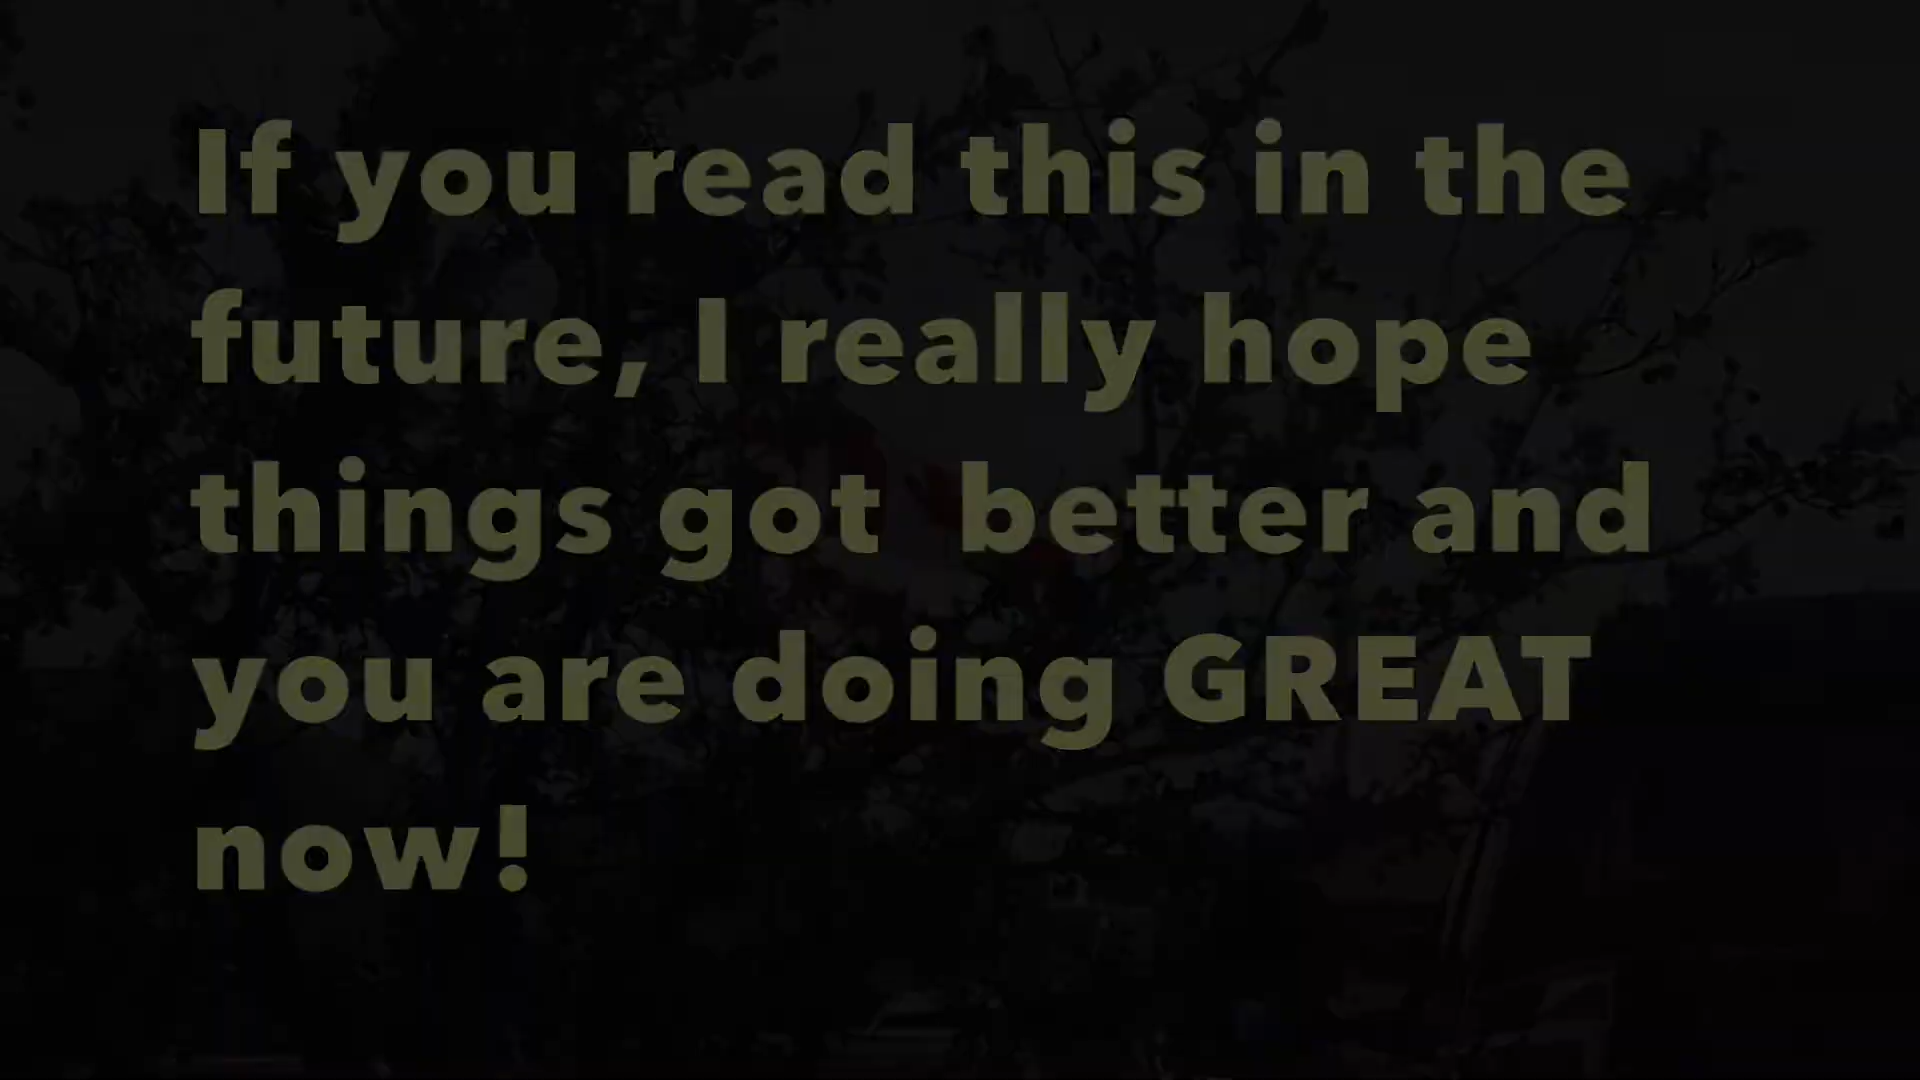 If you read this in the
future, I really hope
things got  better and
you are doing GREAT
now!